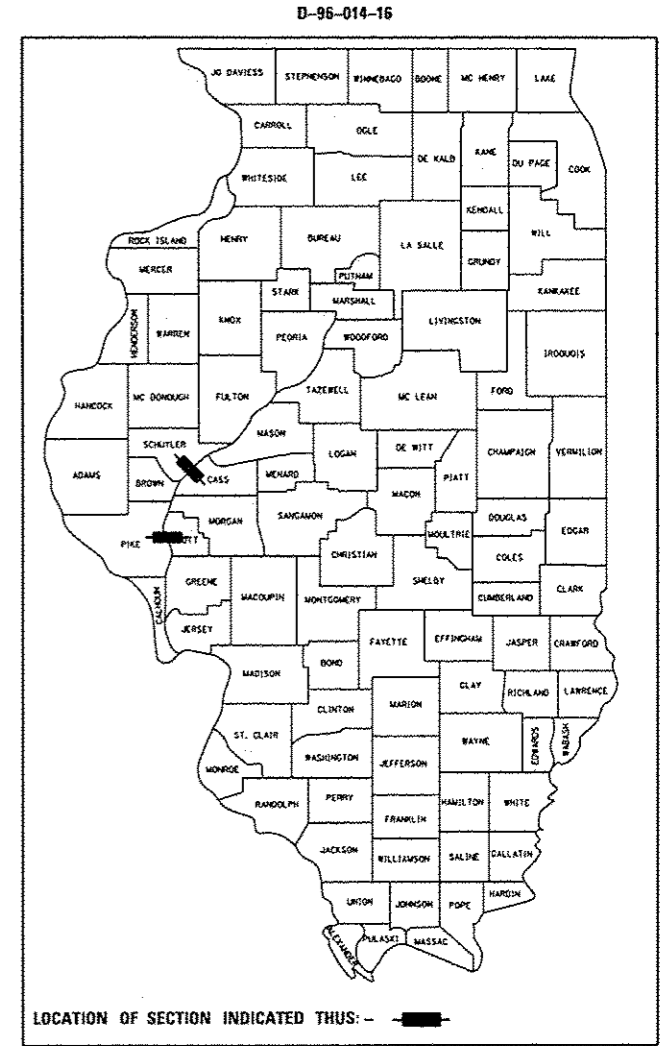 D-96-014-16
JO DAVIESS STEPHENSON WINNEBAGO BOONE MC HENRY LAKE
CARROLL OGLE
DE KALB KANE DU PAGE COOK
WHITESIDE LEE
KENDALL
ROCK ISLAND HENRY BUREAU LA SALLE WILL
GRUNDY
MERCER PUTNAM
STARK MARSHALL KANKAKEE
HENDERSON WARREN KNOX PEORIA WOODFORD LIVINGSTON
IROQUOIS
HANCOCK MC DONOUGH FULTON TAZEWELL MC LEAN FORD
MASON
SCHUYLER
ADAMS BROWN CASS MENARD LOGAN DE WITT CHAMPAIGN VERMILION
PIATT
MACON
MORGAN SANGAMON DOUGLAS
PIKE MOULTRIE EDGAR
CHRISTIAN COLES
GREENE SHELBY
CALHOUN MACOUPIN MONTGOMERY CUMBERLAND CLARK
JERSEY
FAYETTE EFFINGHAM JASPER CRAWFORD
BOND
MADISON CLAY
RICHLAND LAWRENCE
CLINTON MARION
ST. CLAIR WAYNE EDWARDS WABASH
WASHINGTON JEFFERSON
MONROE
RANDOLPH PERRY HAMILTON WHITE
FRANKLIN
JACKSON WILLIAMSON SALINE GALLATIN
HARDIN
UNION JOHNSON POPE
ALEXANDER PULASKI MASSAC
LOCATION OF SECTION INDICATED THUS: -